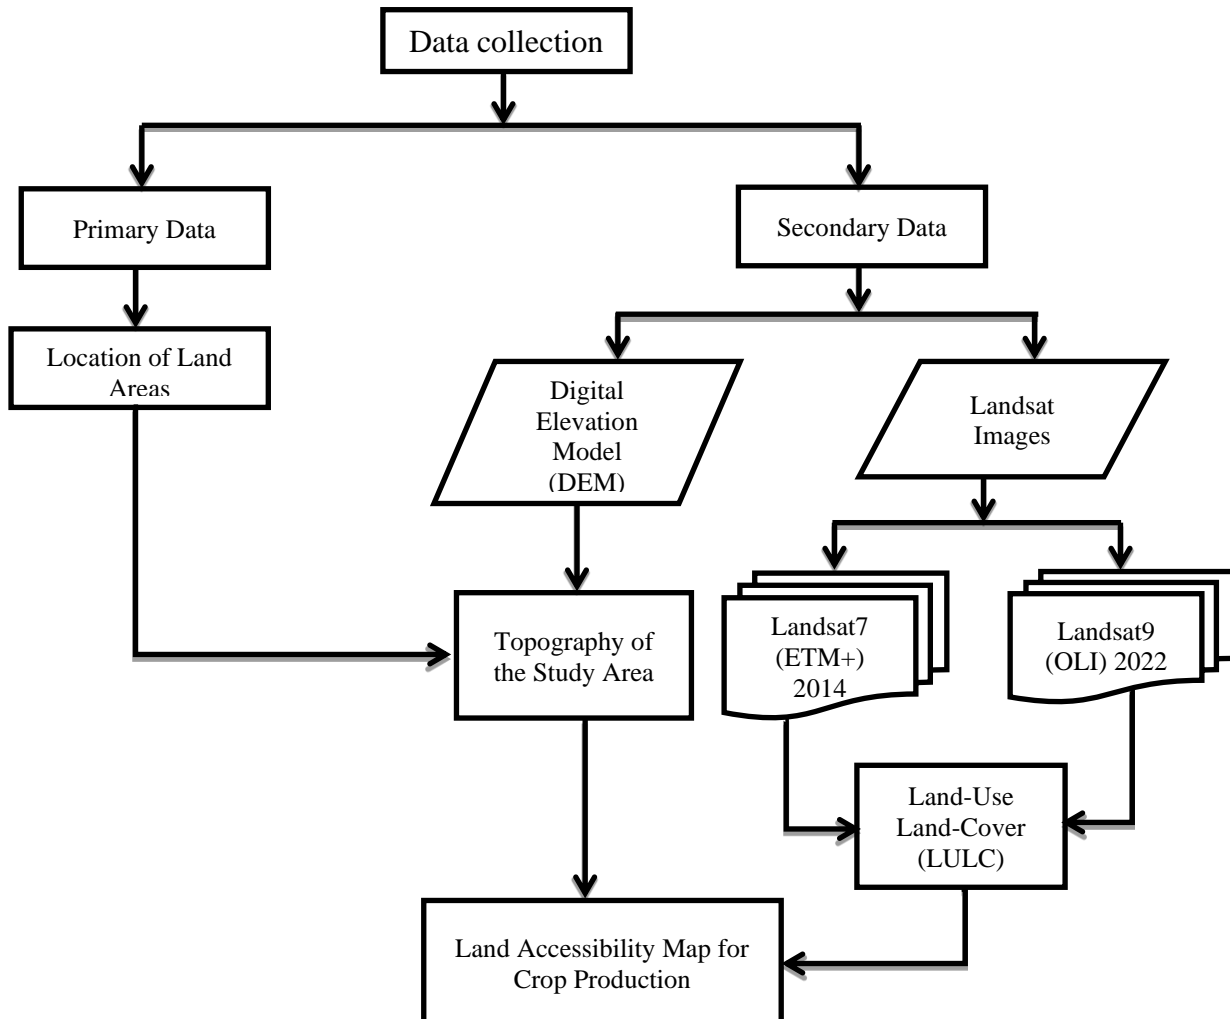 Data collection
Primary Data
Secondary Data
Location of Land
Areas
Digital
Elevation
Model
(DEM)
Landsat
Images
Topography of
the Study Area
Landsat7
(ETM+)
2014
Landsat9
(OLI) 2022
Land-Use
Land-Cover
(LULC)
Land Accessibility Map for
Crop Production